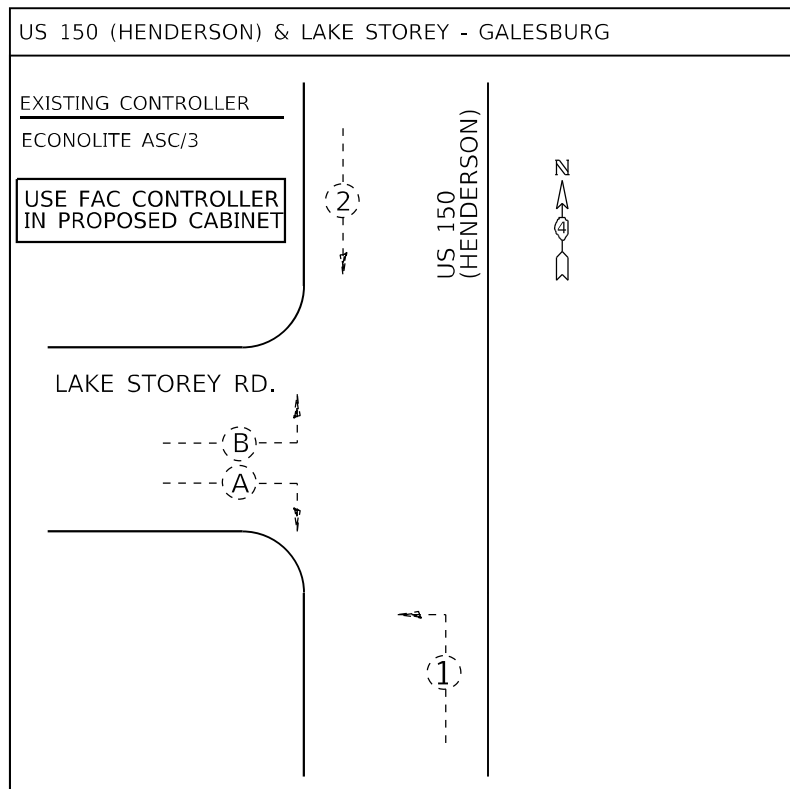 US 150 (HENDERSON) & LAKE STOREY - GALESBURG
EXISTING CONTROLLER
ECONOLITE ASC/3
USE FAC CONTROLLER
IN PROPOSED CABINET
2
US 150
(HENDERSON)
N
4
LAKE STOREY RD.
B
A
1